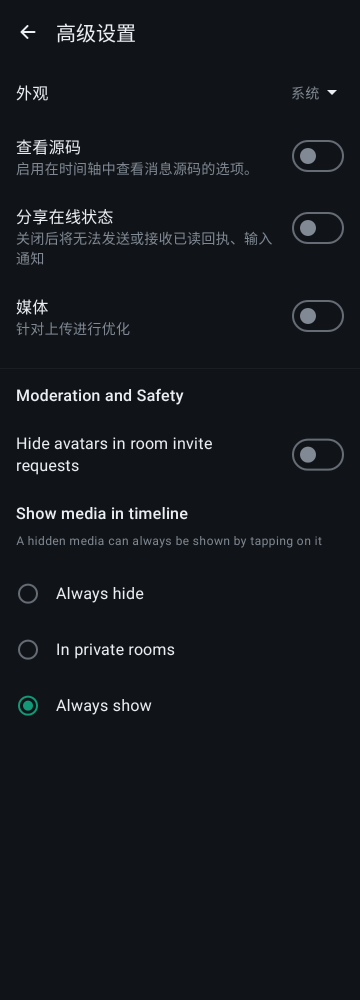 高级设置
外观
系统
查看源码
启用在时间轴中查看消息源码的选项。
分享在线状态
关闭后将无法发送或接收已读回执、输入
通知
媒体
针对上传进行优化
Moderation and Safety
Hide avatars in room invite
requests
Show media in timeline
A hidden media can always be shown by tapping on it
Always hide
In private rooms
Always show